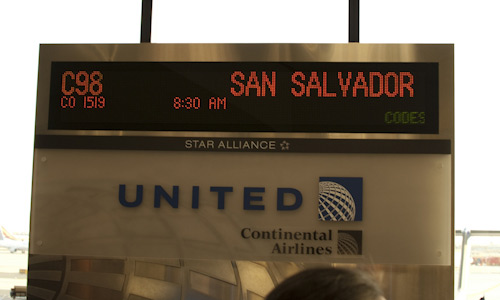 C98 SAN SALVADOR
CO 1519 8:30 AM
CODES
STAR ALLIANCE
UNITED
Continental
Airlines